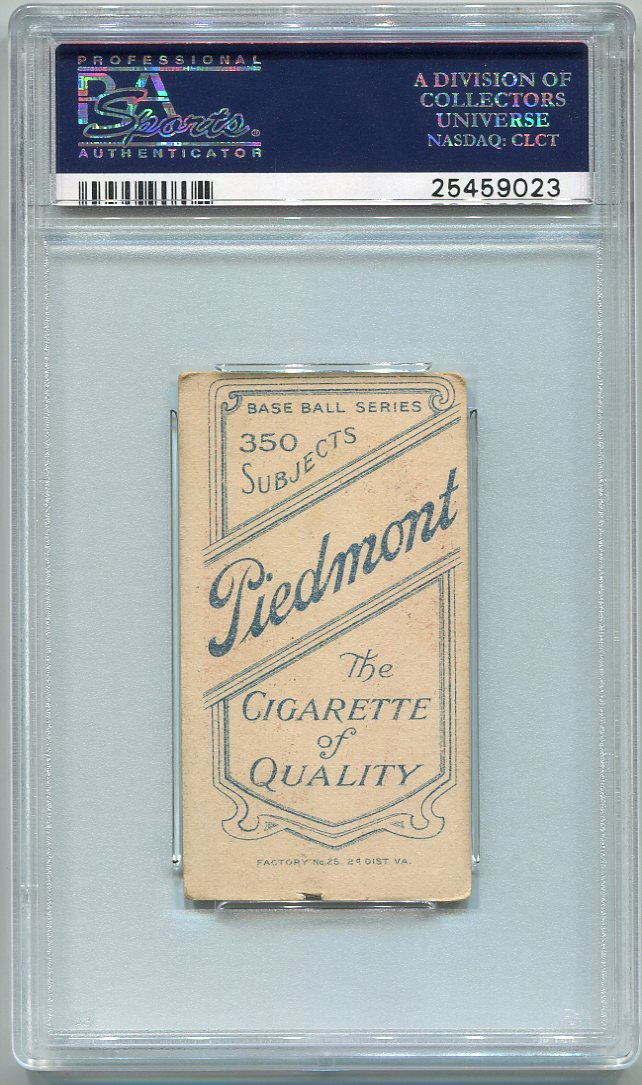 PROFESSIONAL
PSA
Sports®
AUTHENTICATOR
A DIVISION OF
COLLECTORS
UNIVERSE
NASDAQ: CLCT
25459023
BASE BALL SERIES
350
SUBJECTS
Piedmont
The
CIGARETTE
of
QUALITY
FACTORY No. 25. 2d DIST. VA.